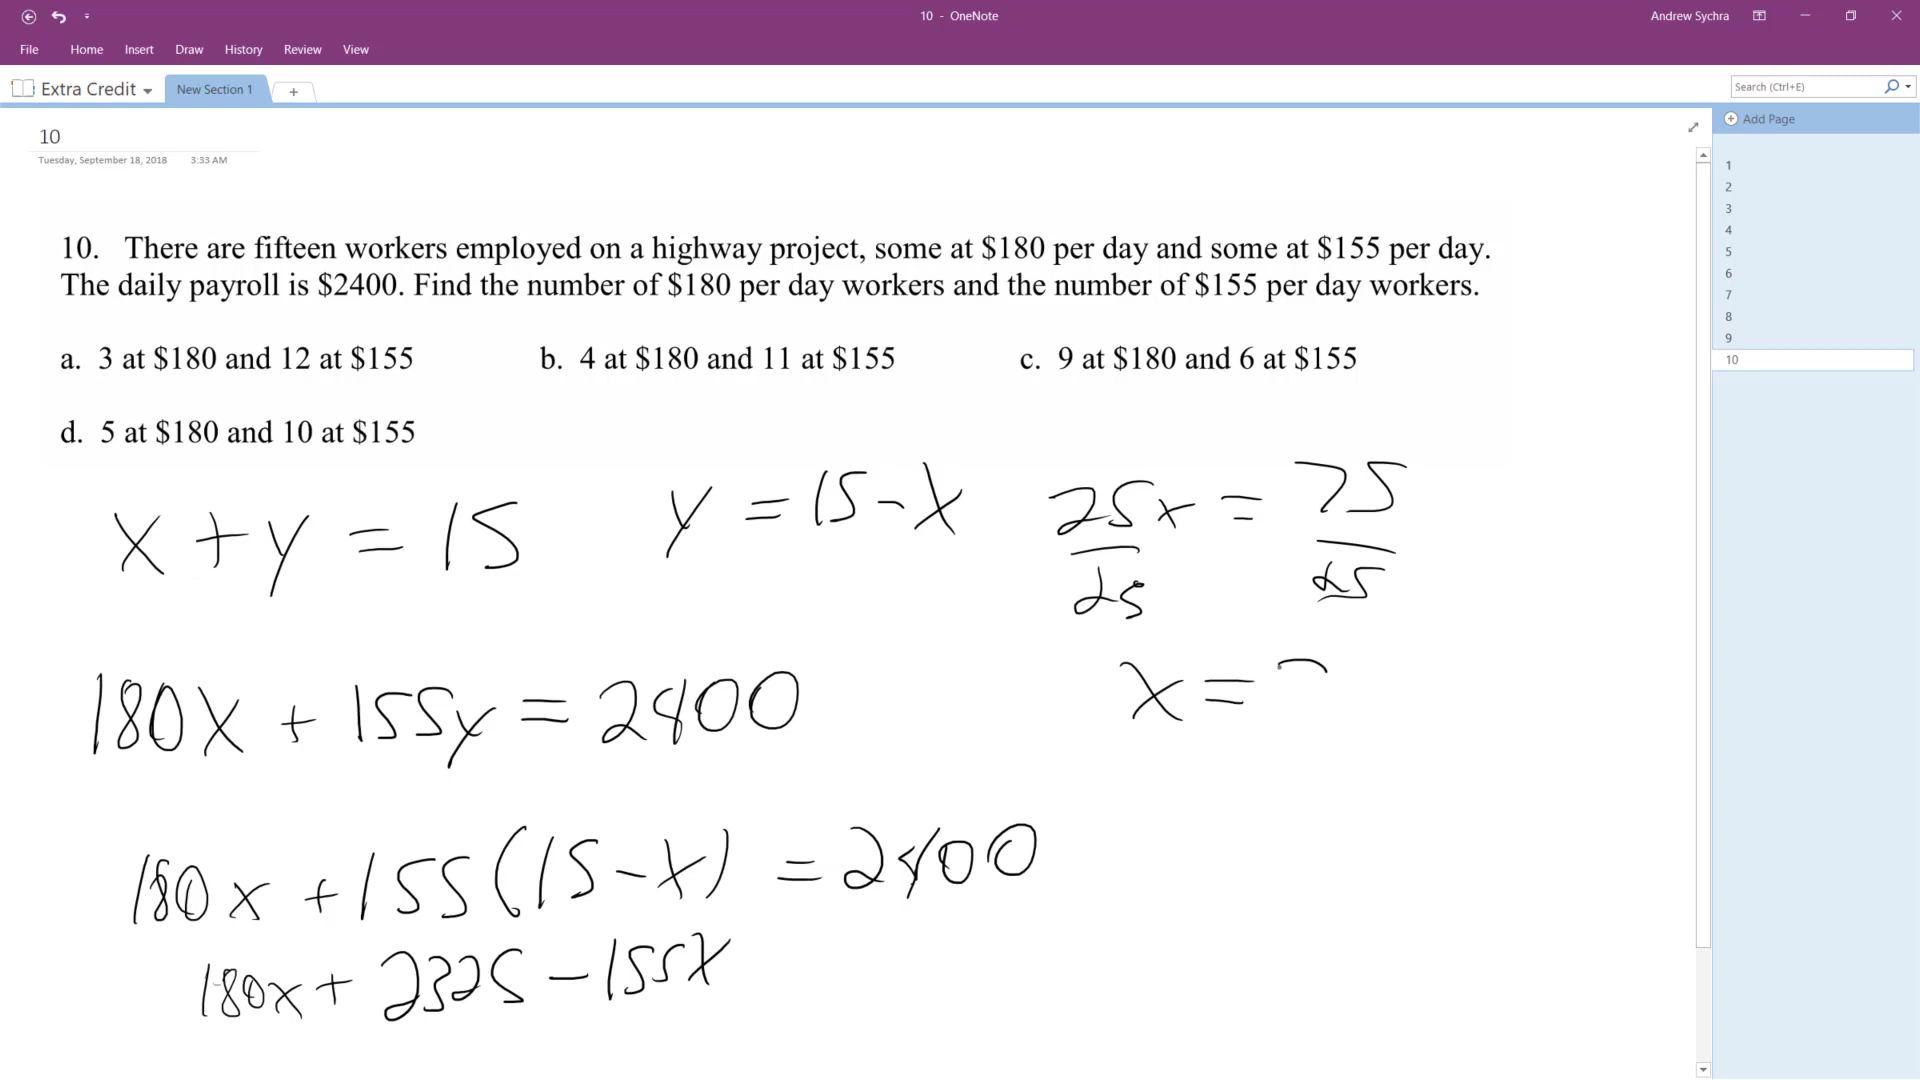 10 - OneNote
Andrew Sychra
File Home Insert Draw History Review View
Extra Credit
New Section 1
+
Search (Ctrl+E)
Add Page
10
Tuesday, September 18, 2018 3:33 AM
10. There are fifteen workers employed on a highway project, some at $180 per day and some at $155 per day.
The daily payroll is $2400. Find the number of $180 per day workers and the number of $155 per day workers.
a. 3 at $180 and 12 at $155 b. 4 at $180 and 11 at $155 c. 9 at $180 and 6 at $155
d. 5 at $180 and 10 at $155
x + y = 15
y = 15 - x
25x = 75
25 25
x =
180x + 155y = 2400
180x + 155(15 - x) = 2400
180x + 2325 - 155x
1
2
3
4
5
6
7
8
9
10